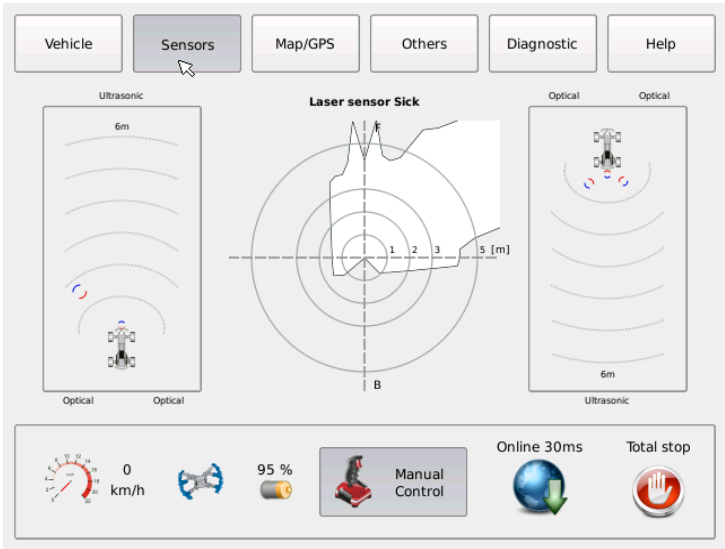 Vehicle
Sensors
Map/GPS
Others
Diagnostic
Help
Ultrasonic
6m
Optical
Optical
Laser sensor Sick
F
1
2
3
5 [m]
B
Optical
Optical
6m
Ultrasonic
0
km/h
95 %
Manual
Control
Online 30ms
Total stop